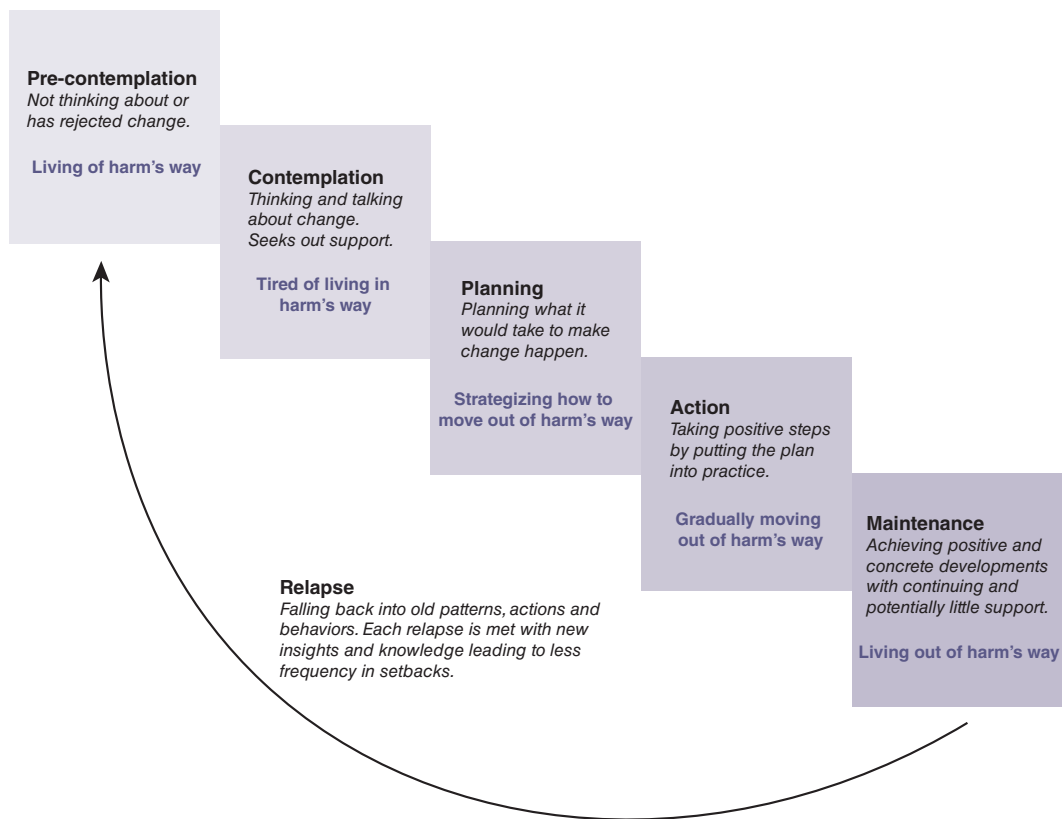 Pre-contemplation
Not thinking about or
has rejected change.
Living of harm's way
Contemplation
Thinking and talking
about change.
Seeks out support.
Tired of living in
harm's way
Planning
Planning what it
would take to make
change happen.
Strategizing how to
move out of harm's way
Action
Taking positive steps
by putting the plan
into practice.
Gradually moving
out of harm's way
Maintenance
Achieving positive and
concrete developments
with continuing and
potentially little support.
Living out of harm's way
Relapse
Falling back into old patterns, actions and
behaviors. Each relapse is met with new
insights and knowledge leading to less
frequency in setbacks.